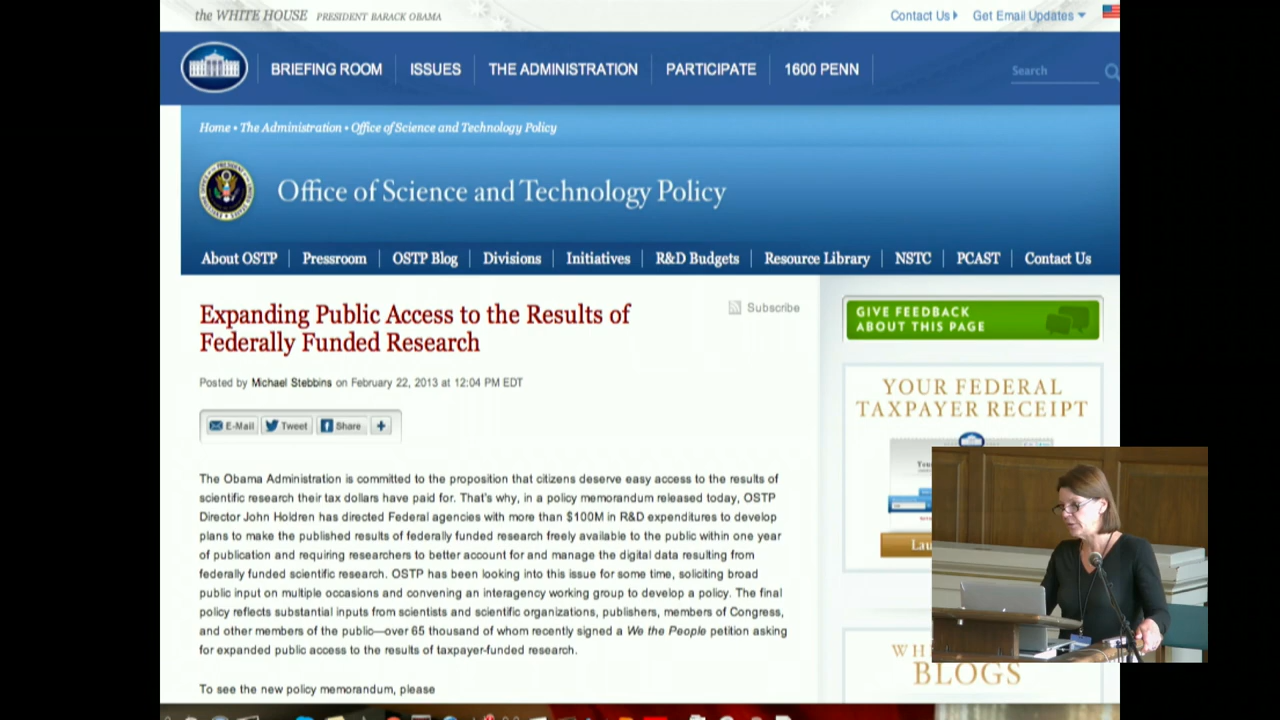 the WHITE HOUSE PRESIDENT BARACK OBAMA
Contact Us Get Email Updates
BRIEFING ROOM ISSUES THE ADMINISTRATION PARTICIPATE 1600 PENN
Search
Home • The Administration • Office of Science and Technology Policy
Office of Science and Technology Policy
About OSTP Pressroom OSTP Blog Divisions Initiatives R&D Budgets Resource Library NSTC PCAST Contact Us
Expanding Public Access to the Results of
Federally Funded Research
Subscribe
Posted by Michael Stebbins on February 22, 2013 at 12:04 PM EDT
E-Mail Tweet Share
The Obama Administration is committed to the proposition that citizens deserve easy access to the results of
scientific research their tax dollars have paid for. That's why, in a policy memorandum released today, OSTP
Director John Holdren has directed Federal agencies with more than $100M in R&D expenditures to develop
plans to make the published results of federally funded research freely available to the public within one year
of publication and requiring researchers to better account for and manage the digital data resulting from
federally funded scientific research. OSTP has been looking into this issue for some time, soliciting broad
public input on multiple occasions and convening an interagency working group to develop a policy. The final
policy reflects substantial inputs from scientists and scientific organizations, publishers, members of Congress,
and other members of the public—over 65 thousand of whom recently signed a We the People petition asking
for expanded public access to the results of taxpayer-funded research.
To see the new policy memorandum, please
GIVE FEEDBACK
ABOUT THIS PAGE
YOUR FEDERAL
TAXPAYER RECEIPT
BLOGS